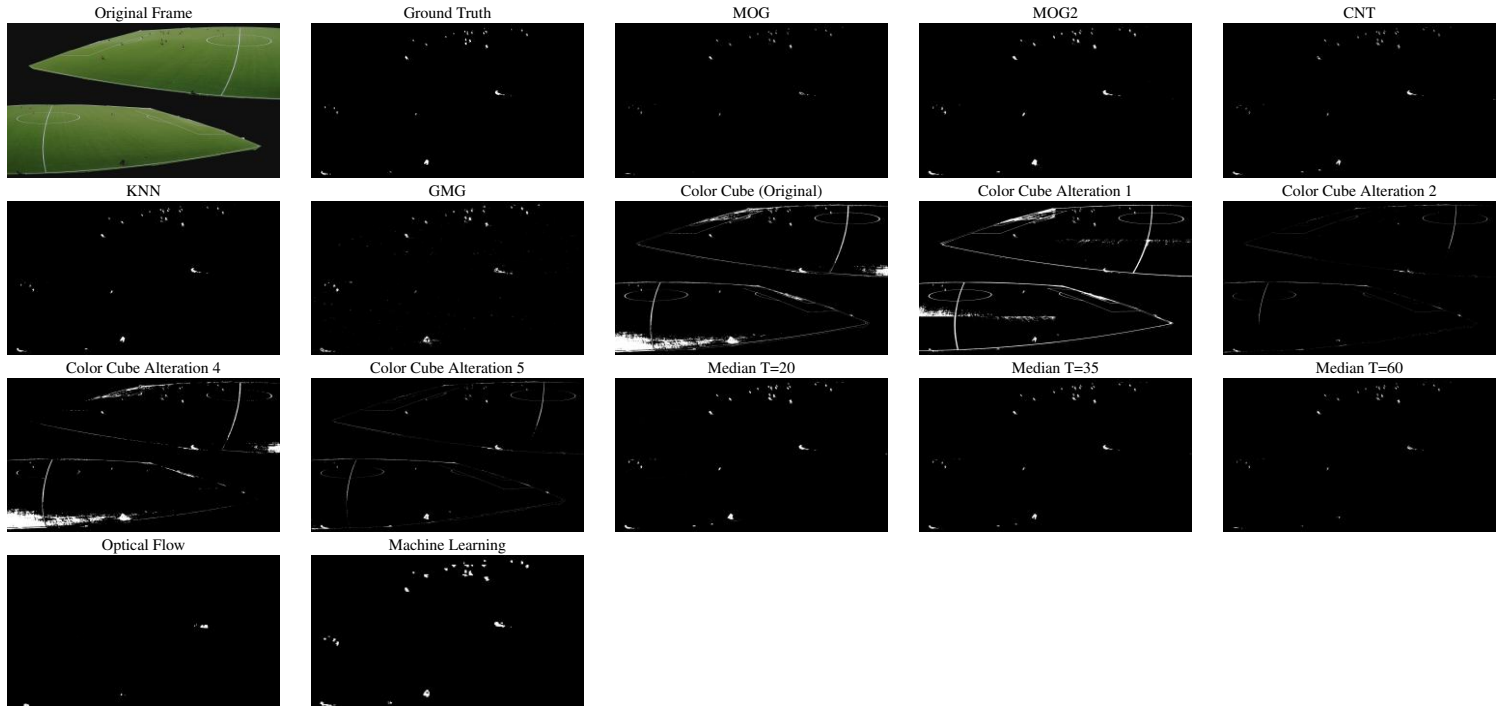 Original Frame
Ground Truth
MOG
MOG2
CNT
KNN
GMG
Color Cube (Original)
Color Cube Alteration 1
Color Cube Alteration 2
Color Cube Alteration 4
Color Cube Alteration 5
Median T=20
Median T=35
Median T=60
Optical Flow
Machine Learning